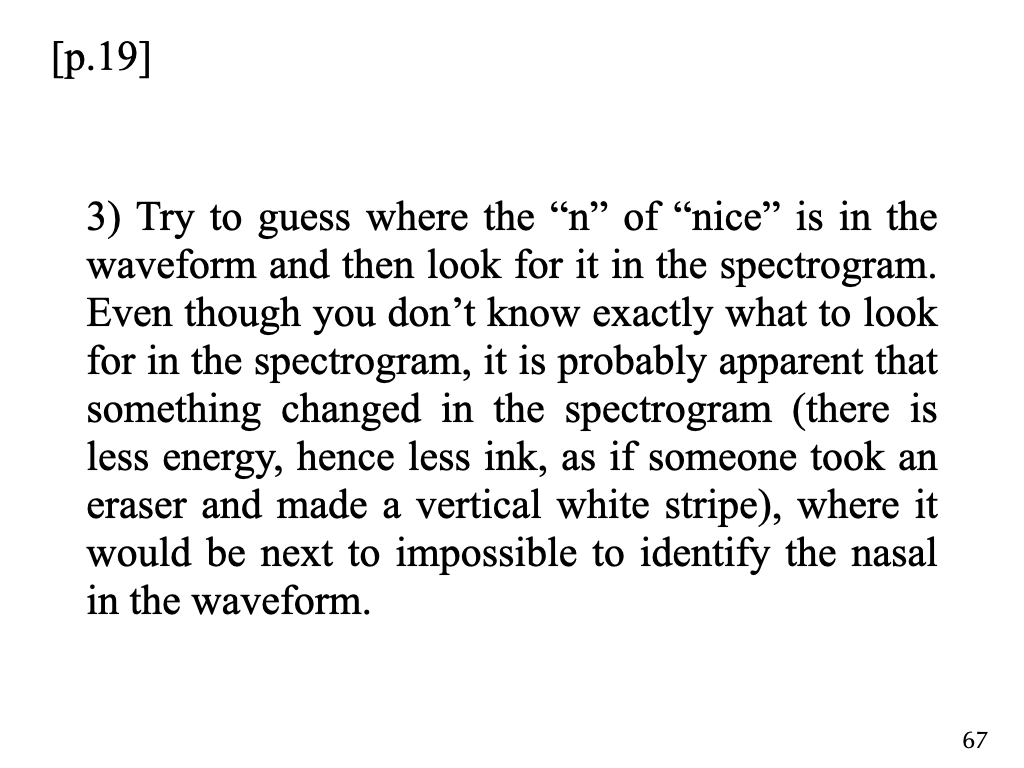 [p.19]
3) Try to guess where the “n” of “nice” is in the
waveform and then look for it in the spectrogram.
Even though you don’t know exactly what to look
for in the spectrogram, it is probably apparent that
something changed in the spectrogram (there is
less energy, hence less ink, as if someone took an
eraser and made a vertical white stripe), where it
would be next to impossible to identify the nasal
in the waveform.
67